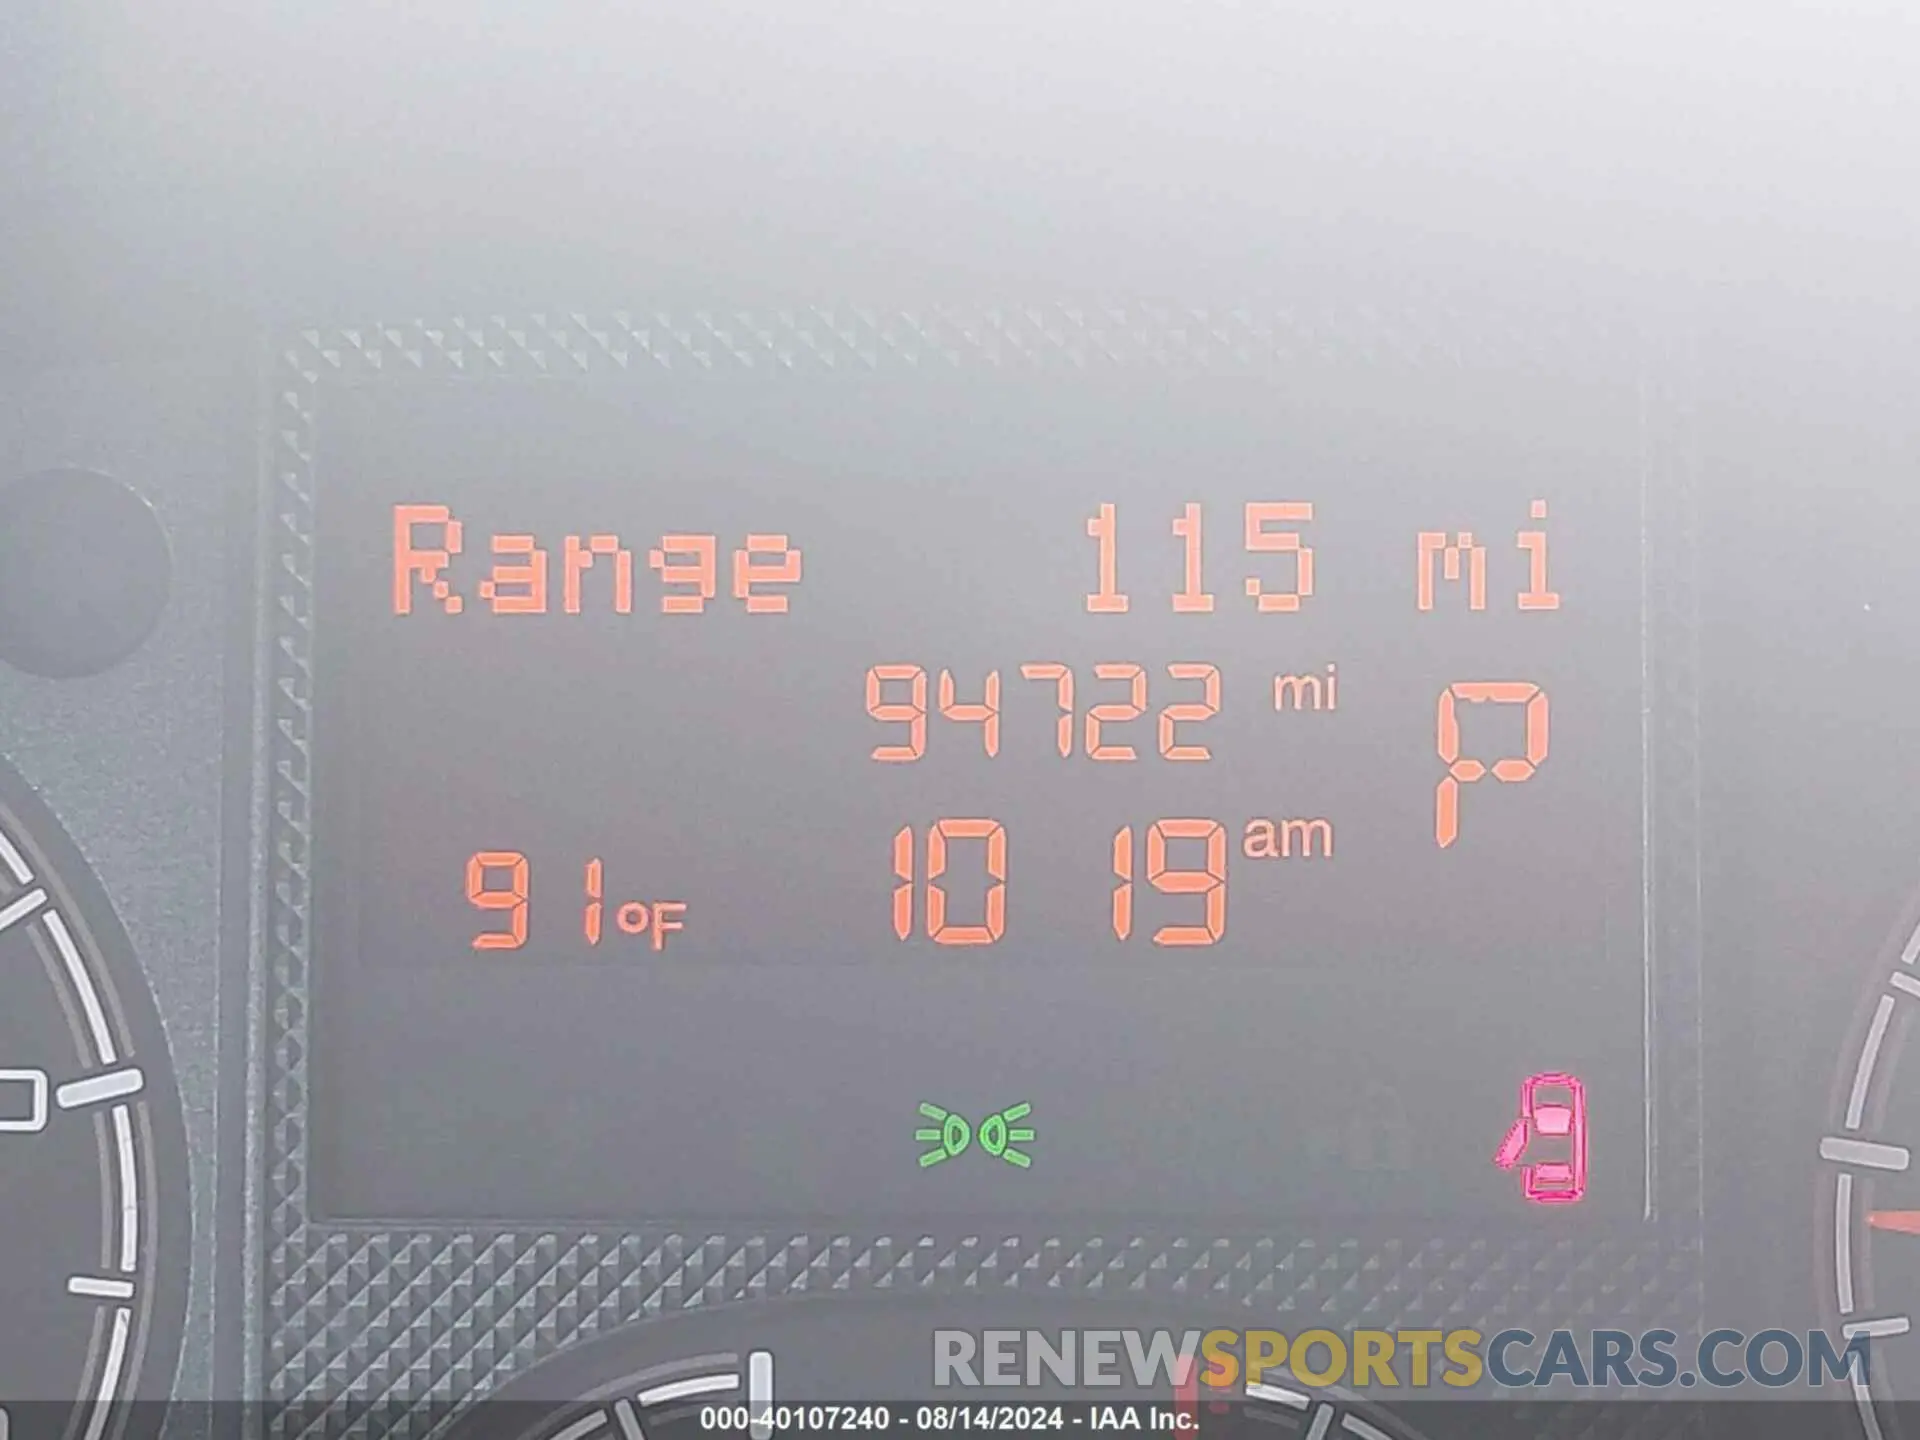 Range 115 mi
94722 mi
P
91°F 10 19 am
RENEWSPORTSCARS.COM
000-40107240 - 08/14/2024 - IAA Inc.